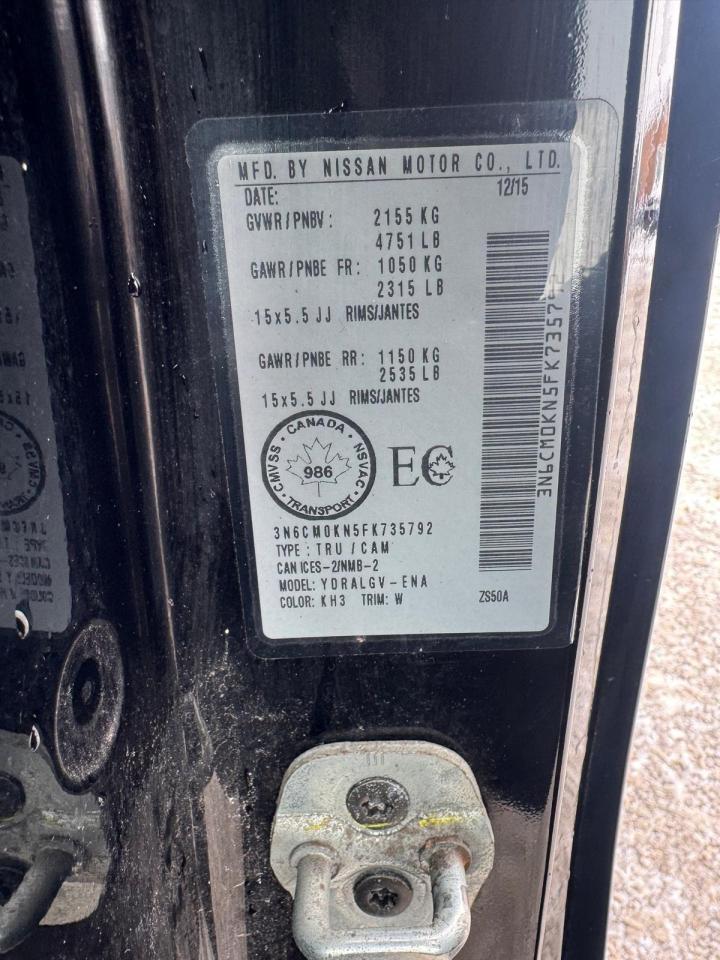 MFD. BY NISSAN MOTOR CO., LTD.
DATE: 12/15
GVWR/PNBV: 2155 KG
4751 LB
GAWR/PNBE FR: 1050 KG
2315 LB
15x5.5 JJ RIMS/JANTES
GAWR/PNBE RR: 1150 KG
2535 LB
15x5.5 JJ RIMS/JANTES
CANADA
CMVSS NSVAC
986
TRANSPORT
EC
3N6CM0KN5FK735792
TYPE: TRU/CAM
CAN ICES-2/NMB-2
MODEL: YDRALGV-ENA
COLOR: KH3 TRIM: W ZS50A